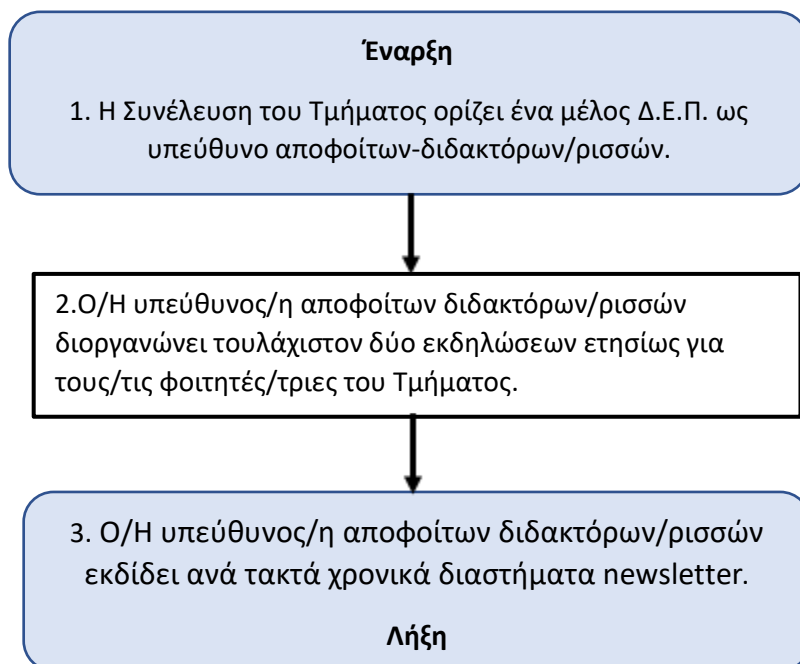 Έναρξη
1. Η Συνέλευση του Τμήματος ορίζει ένα μέλος Δ.Ε.Π. ως
υπεύθυνο αποφοίτων-διδακτόρων/ρισσών.
2.Ο/Η υπεύθυνος/η αποφοίτων διδακτόρων/ρισσών
διοργανώνει τουλάχιστον δύο εκδηλώσεων ετησίως για
τους/τις φοιτητές/τριες του Τμήματος.
3. Ο/Η υπεύθυνος/η αποφοίτων διδακτόρων/ρισσών
εκδίδει ανά τακτά χρονικά διαστήματα newsletter.
Λήξη